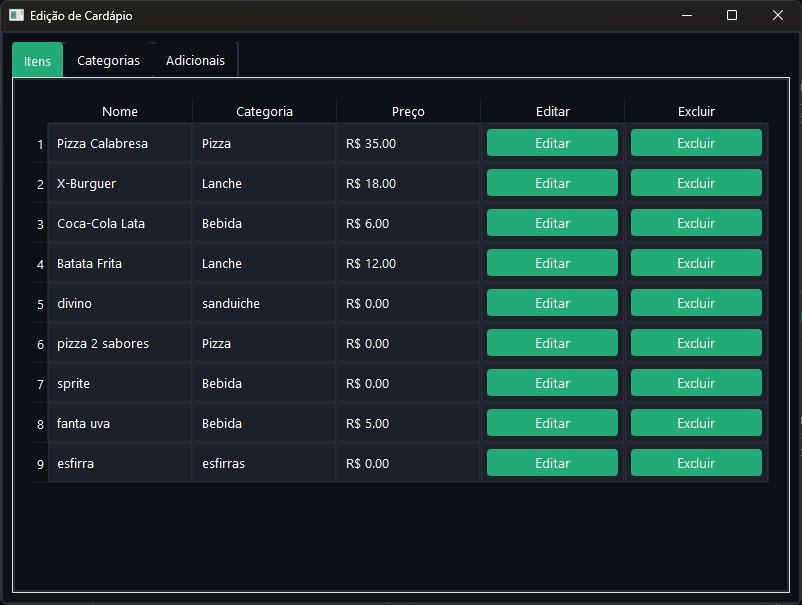 Edição de Cardápio
Itens Categorias Adicionais
Nome Categoria Preço Editar Excluir
1 Pizza Calabresa Pizza R$ 35.00 Editar Excluir
2 X-Burguer Lanche R$ 18.00 Editar Excluir
3 Coca-Cola Lata Bebida R$ 6.00 Editar Excluir
4 Batata Frita Lanche R$ 12.00 Editar Excluir
5 divino sanduiche R$ 0.00 Editar Excluir
6 pizza 2 sabores Pizza R$ 0.00 Editar Excluir
7 sprite Bebida R$ 0.00 Editar Excluir
8 fanta uva Bebida R$ 5.00 Editar Excluir
9 esfirra esfirras R$ 0.00 Editar Excluir